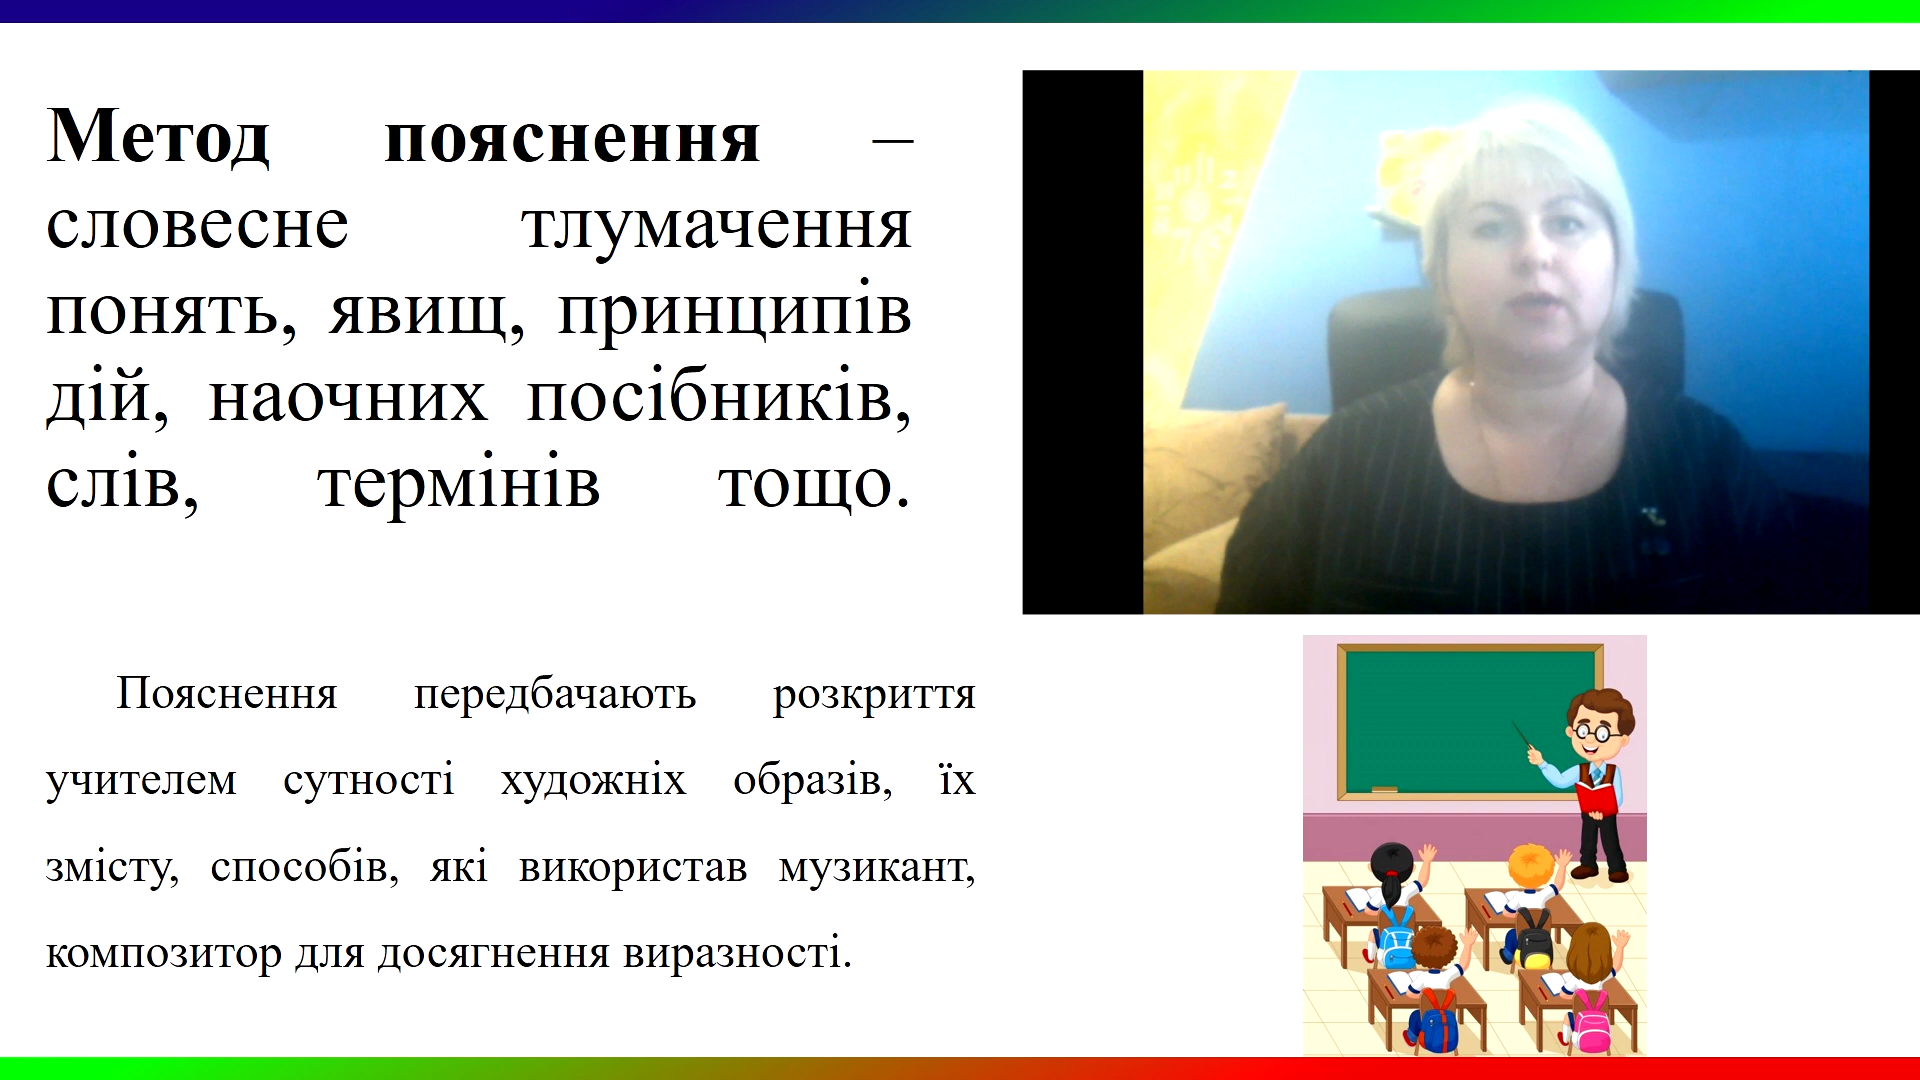 Метод пояснення –
словесне тлумачення
понять, явищ, принципів
дій, наочних посібників,
слів, термінів тощо.
Пояснення передбачають розкриття
учителем сутності художніх образів, їх
змісту, способів, які використав музикант,
композитор для досягнення виразності.